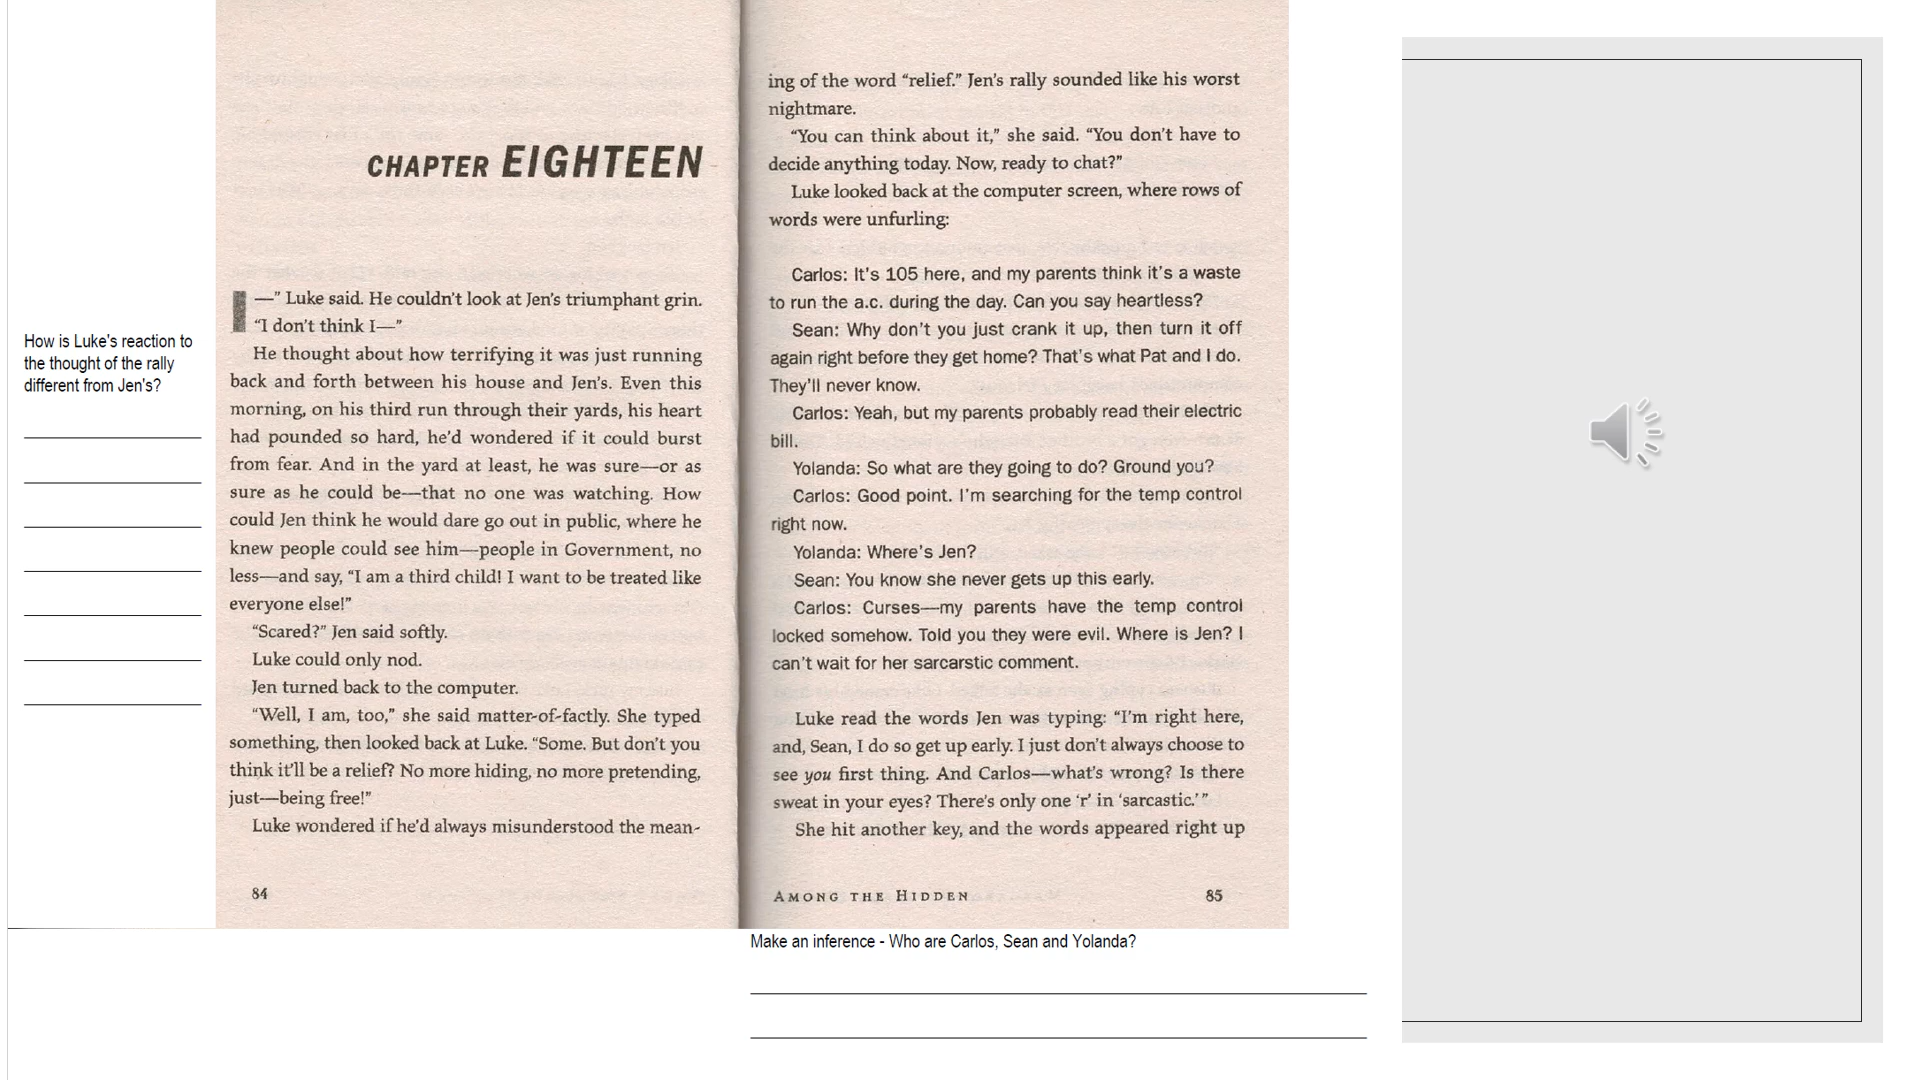 How is Luke's reaction to
the thought of the rally
different from Jen's?
CHAPTER EIGHTEEN
I—” Luke said. He couldn't look at Jen's triumphant grin.
“I don't think I—”
He thought about how terrifying it was just running
back and forth between his house and Jen's. Even this
morning, on his third run through their yards, his heart
had pounded so hard, he'd wondered if it could burst
from fear. And in the yard at least, he was sure—or as
sure as he could be—that no one was watching. How
could Jen think he would dare go out in public, where he
knew people could see him—people in Government, no
less—and say, “I am a third child! I want to be treated like
everyone else!”
“Scared?” Jen said softly.
Luke could only nod.
Jen turned back to the computer.
“Well, I am, too,” she said matter-of-factly. She typed
something, then looked back at Luke. “Some. But don't you
think it'll be a relief? No more hiding, no more pretending,
just—being free!”
Luke wondered if he'd always misunderstood the mean-
84
ing of the word “relief.” Jen's rally sounded like his worst
nightmare.
“You can think about it,” she said. “You don't have to
decide anything today. Now, ready to chat?”
Luke looked back at the computer screen, where rows of
words were unfurling:
Carlos: It's 105 here, and my parents think it's a waste
to run the a.c. during the day. Can you say heartless?
Sean: Why don't you just crank it up, then turn it off
again right before they get home? That's what Pat and I do.
They'll never know.
Carlos: Yeah, but my parents probably read their electric
bill.
Yolanda: So what are they going to do? Ground you?
Carlos: Good point. I'm searching for the temp control
right now.
Yolanda: Where's Jen?
Sean: You know she never gets up this early.
Carlos: Curses—my parents have the temp control
locked somehow. Told you they were evil. Where is Jen? I
can't wait for her sarcarstic comment.
Luke read the words Jen was typing: “I'm right here,
and, Sean, I do so get up early. I just don't always choose to
see you first thing. And Carlos—what's wrong? Is there
sweat in your eyes? There's only one ‘r’ in ‘sarcastic.’”
She hit another key, and the words appeared right up
AMONG THE HIDDEN 85
Make an inference - Who are Carlos, Sean and Yolanda?